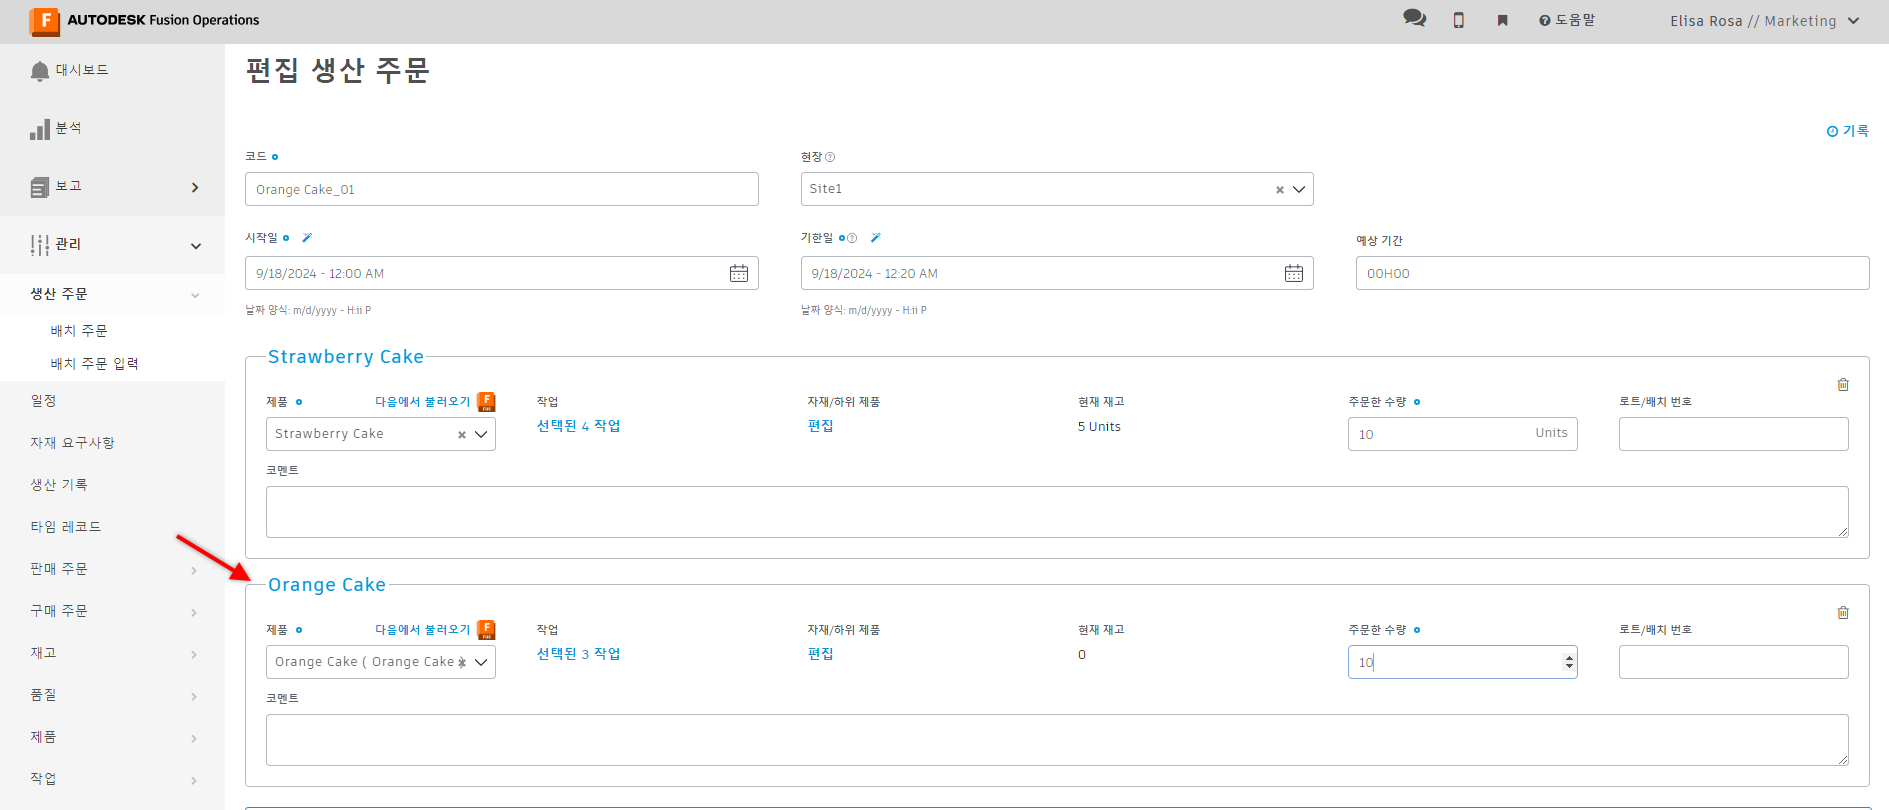 F AUTODESK Fusion Operations
도움말
Elisa Rosa // Marketing
대시보드
분석
보고
관리
생산 주문
배치 주문
배치 주문 입력
일정
자재 요구사항
생산 기록
타임 레코드
판매 주문
구매 주문
재고
품질
제품
작업
편집 생산 주문
기록
코드
Orange Cake_01
현장
Site1
시작일
9/18/2024 - 12:00 AM
날짜 양식: m/d/yyyy - H:ii P
기한일
9/18/2024 - 12:20 AM
날짜 양식: m/d/yyyy - H:ii P
예상 기간
00H00
Strawberry Cake
제품 다음에서 불러오기 F FUS
Strawberry Cake
작업
선택된 4 작업
자재/하위 제품
편집
현재 재고
5 Units
주문한 수량
10 Units
로트/배치 번호
코멘트
Orange Cake
제품 다음에서 불러오기 F FUS
Orange Cake ( Orange Cake
작업
선택된 3 작업
자재/하위 제품
편집
현재 재고
0
주문한 수량
10
로트/배치 번호
코멘트